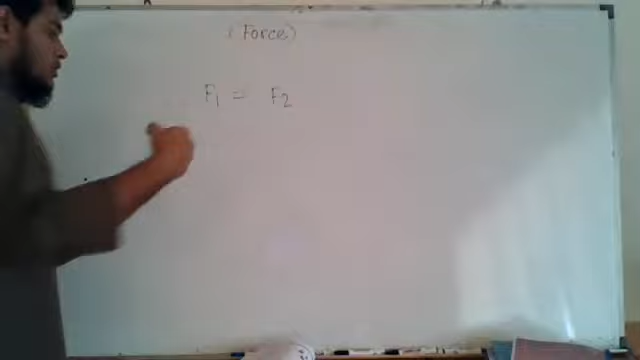 (Force)
F₁ = F₂